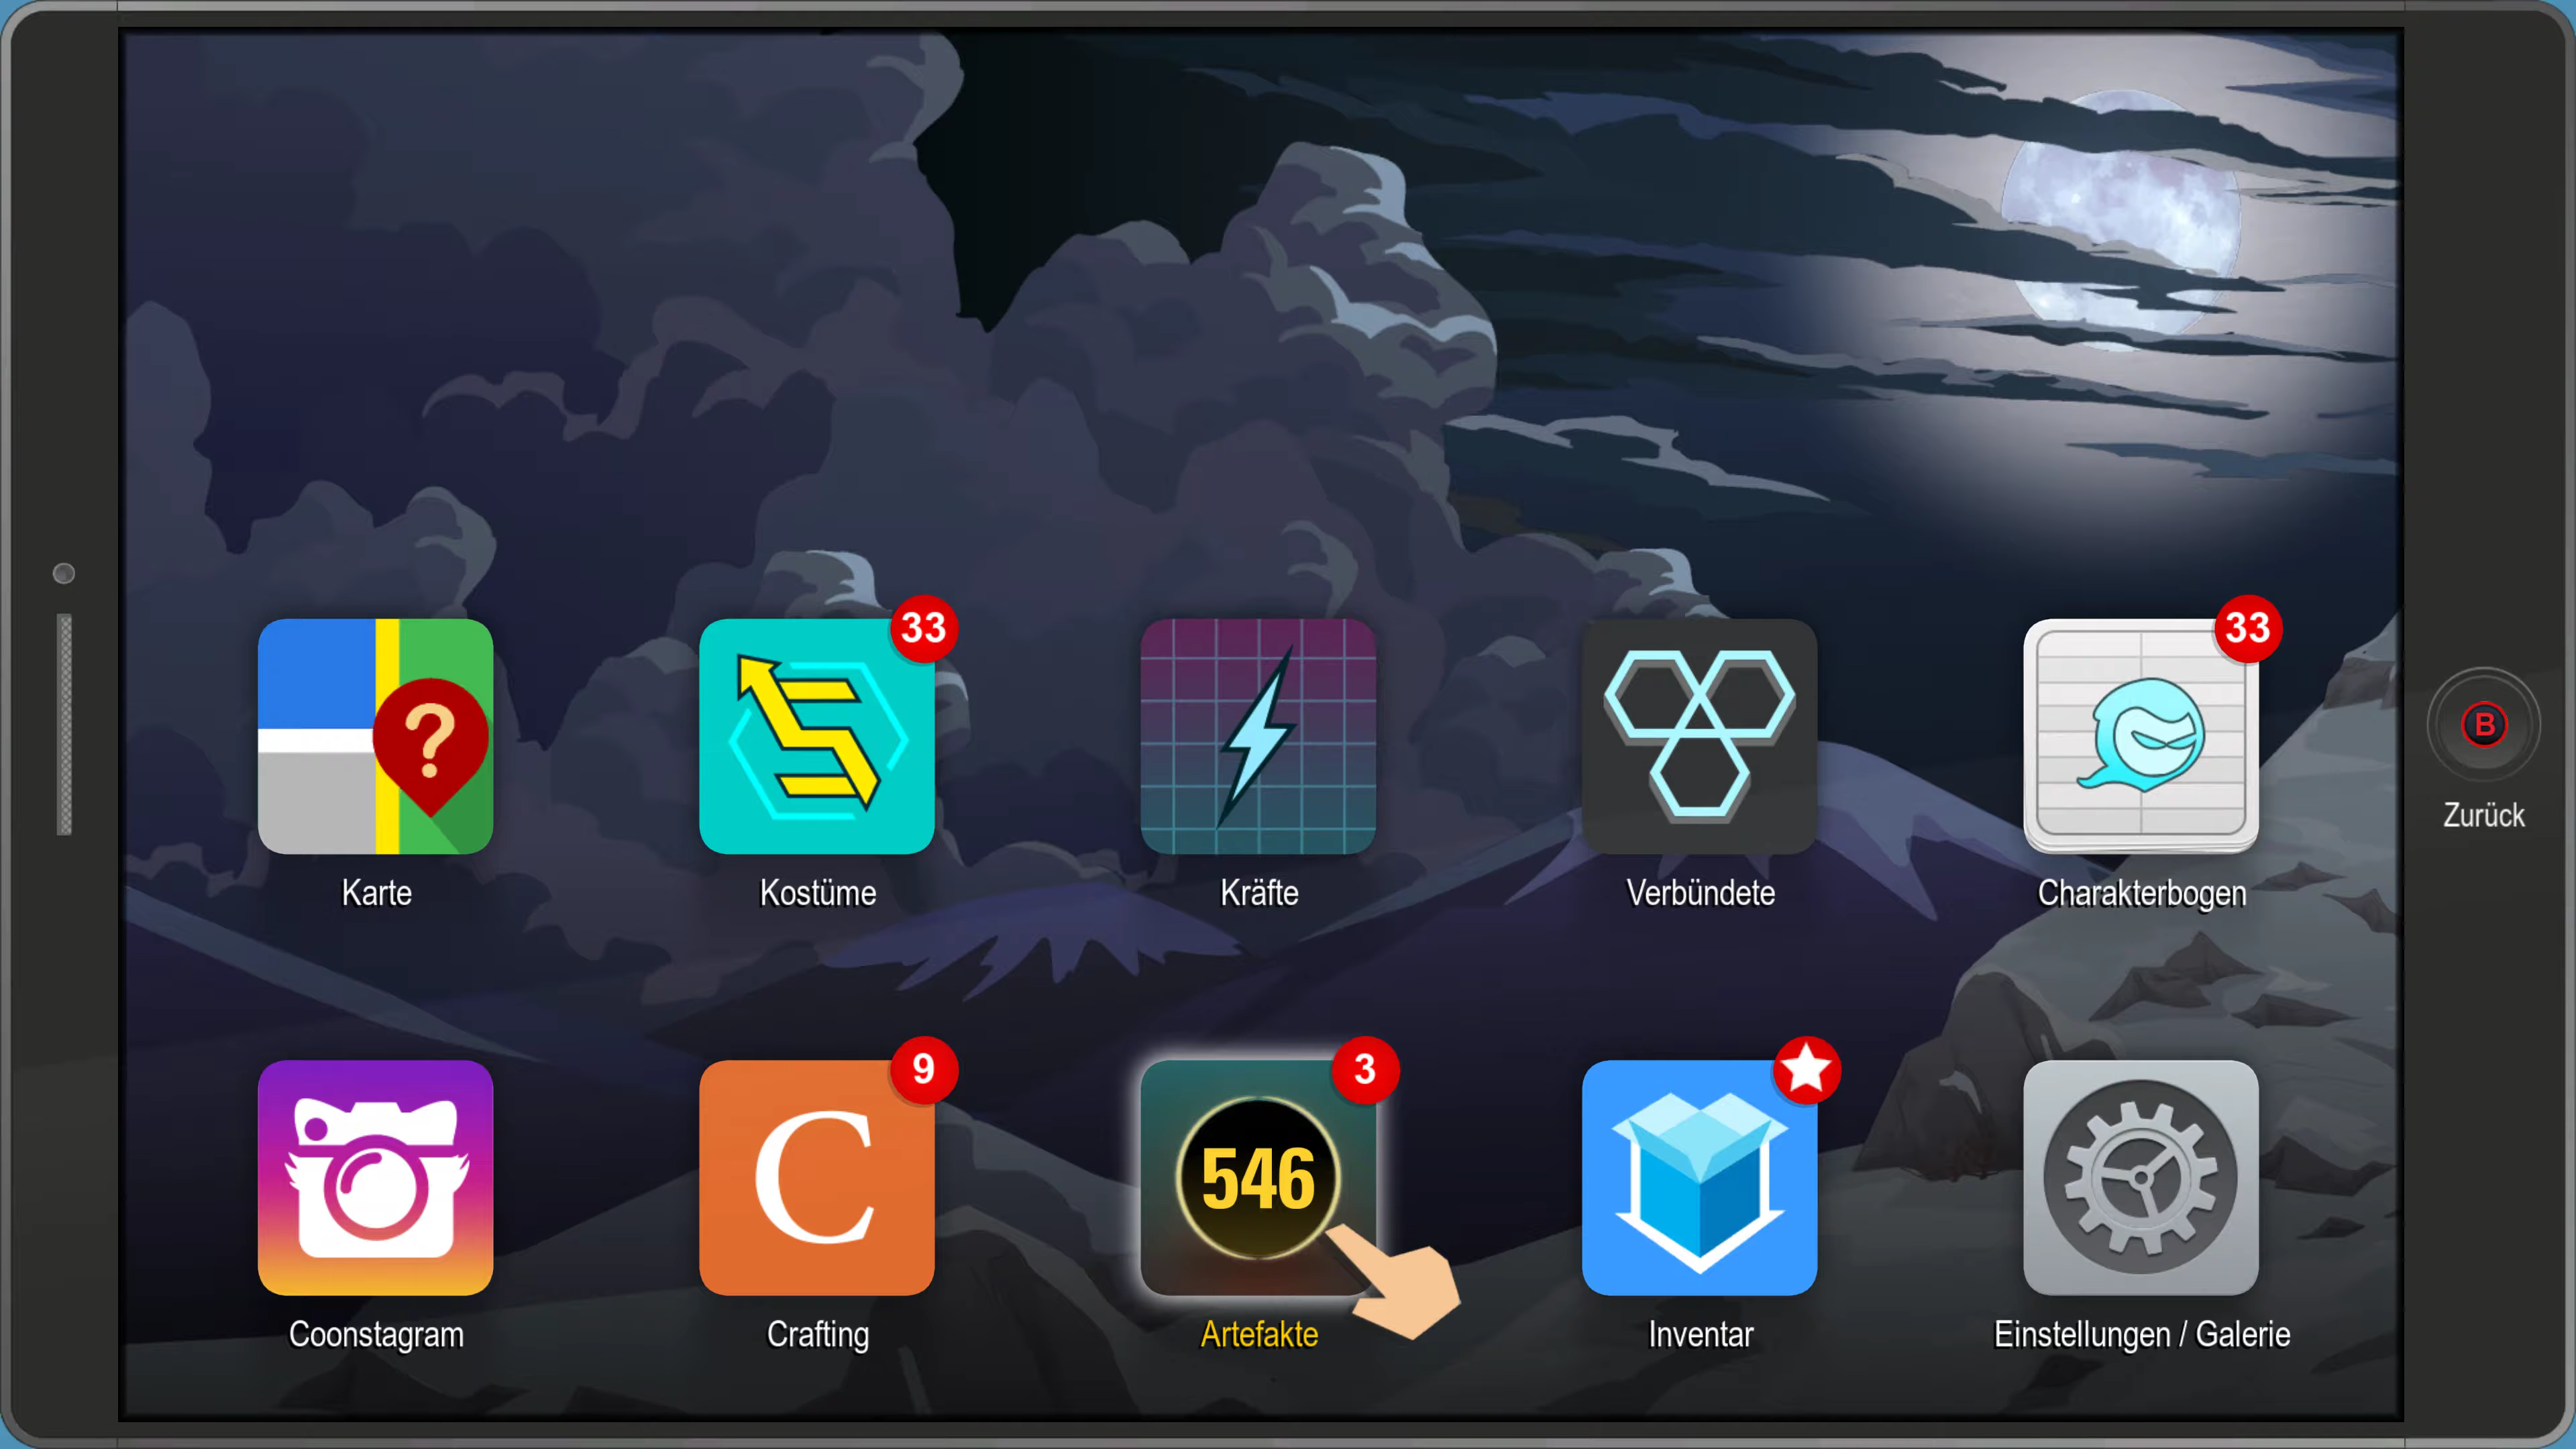 33
33
Karte
Kostüme
Kräfte
Verbündete
Charakterbogen
B
Zurück
9
3
C
546
Coonstagram
Crafting
Artefakte
Inventar
Einstellungen / Galerie